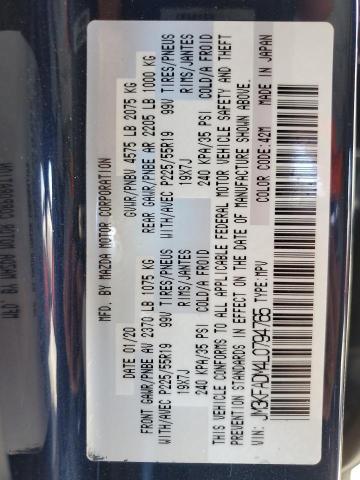 MFD. BY MAZDA MOTOR CORPORATION
DATE 01/20 GVWR/PNBV 4575 LB 2075 KG
FRONT GAWR/PNBE AV 2370 LB 1075 KG REAR GAWR/PNBE AR 2205 LB 1000 KG
WITH/AVEC P225/55R19 99V TIRES/PNEUS WITH/AVEC P225/55R19 99V TIRES/PNEUS
19X7J RIMS/JANTES 19X7J RIMS/JANTES
240 KPA/35 PSI COLD/A FROID 240 KPA/35 PSI COLD/A FROID
THIS VEHICLE CONFORMS TO ALL APPLICABLE FEDERAL MOTOR VEHICLE SAFETY AND THEFT
PREVENTION STANDARDS IN EFFECT ON THE DATE OF MANUFACTURE SHOWN ABOVE.
VIN: JM3KFADM4L0794765 TYPE: MPV COLOR CODE: 42M MADE IN JAPAN